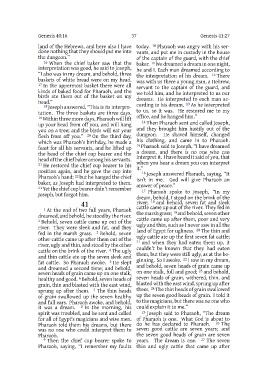 Genesis 40:16 37 Genesis 41:27
land of the Hebrews, and here also I have
done nothing that they should put me into
the dungeon.
16 When the chief baker saw that the
interpretation was good, he said to Joseph,
"I also was in my dream, and behold, three
baskets of white bread were on my head.
17 In the uppermost basket there were all
kinds of baked food for Pharaoh, and the
birds ate them out of the basket on my
head."
18 Joseph answered, "This is its interpre-
tation. The three baskets are three days.
19 Within three more days, Pharaoh will lift
up your head from off you, and will hang
you on a tree; and the birds will eat your
flesh from off you." 20 On the third day,
which was Pharaoh's birthday, he made a
feast for all his servants, and he lifted up
the head of the chief cup bearer and the
head of the chief baker among his servants.
21 He restored the chief cup bearer to his
position again, and he gave the cup into
Pharaoh's hand; 22 but he hanged the chief
baker, as Joseph had interpreted to them.
23 Yet the chief cup bearer didn't remember
Joseph, but forgot him.
41
1 At the end of two full years, Pharaoh
dreamed, and behold, he stood by the river.
2 Behold, seven cattle came up out of the
river. They were sleek and fat, and they
fed in the marsh grass. 3 Behold, seven
other cattle came up after them out of the
river, ugly and thin, and stood by the other
cattle on the brink of the river. 4 The ugly
and thin cattle ate up the seven sleek and
fat cattle. So Pharaoh awoke. 5 He slept
and dreamed a second time; and behold,
seven heads of grain came up on one stalk,
healthy and good. 6 Behold, seven heads of
grain, thin and blasted with the east wind,
sprung up after them. 7 The thin heads
of grain swallowed up the seven healthy
and full ears. Pharaoh awoke, and behold,
it was a dream. 8 In the morning, his
spirit was troubled, and he sent and called
for all of Egypt's magicians and wise men.
Pharaoh told them his dreams, but there
was no one who could interpret them to
Pharaoh.
9 Then the chief cup bearer spoke to
Pharaoh, saying, "I remember my faults
today. 10 Pharaoh was angry with his ser-
vants, and put me in custody in the house
of the captain of the guard, with the chief
baker. 11 We dreamed a dream in one night,
he and I. Each man dreamed according to
the interpretation of his dream. 12 There
was with us there a young man, a Hebrew,
servant to the captain of the guard, and
we told him, and he interpreted to us our
dreams. He interpreted to each man ac-
cording to his dream. 13 As he interpreted
to us, so it was. He restored me to my
office, and he hanged him."
14 Then Pharaoh sent and called Joseph,
and they brought him hastily out of the
dungeon. He shaved himself, changed
his clothing, and came in to Pharaoh.
15 Pharaoh said to Joseph, "I have dreamed
a dream, and there is no one who can
interpret it. I have heard it said of you, that
when you hear a dream you can interpret
it."
16 Joseph answered Pharaoh, saying, "It
isn't in me. God will give Pharaoh an
answer of peace."
17 Pharaoh spoke to Joseph, "In my
dream, behold, I stood on the brink of the
river; 18 and behold, seven fat and sleek
cattle came up out of the river. They fed in
the marsh grass; 19 and behold, seven other
cattle came up after them, poor and very
ugly and thin, such as I never saw in all the
land of Egypt for ugliness. 20 The thin and
ugly cattle ate up the first seven fat cattle;
21 and when they had eaten them up, it
couldn't be known that they had eaten
them, but they were still ugly, as at the be-
ginning. So I awoke. 22 I saw in my dream,
and behold, seven heads of grain came up
on one stalk, full and good; 23 and behold,
seven heads of grain, withered, thin, and
blasted with the east wind, sprung up after
them. 24 The thin heads of grain swallowed
up the seven good heads of grain. I told it
to the magicians, but there was no one who
could explain it to me."
25 Joseph said to Pharaoh, "The dream
of Pharaoh is one. What God is about to
do he has declared to Pharaoh. 26 The
seven good cattle are seven years; and
the seven good heads of grain are seven
years. The dream is one. 27 The seven
thin and ugly cattle that came up after